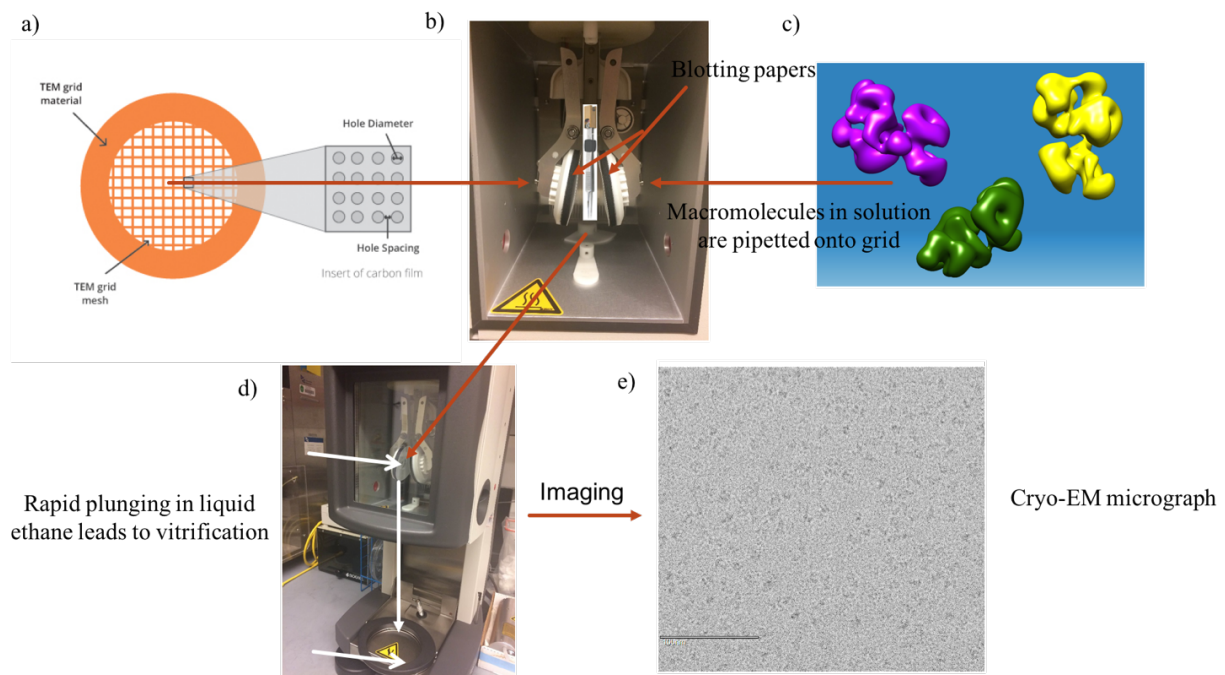 a)
TEM grid
material
Hole Diameter
Hole Spacing
Insert of carbon film
TEM grid
mesh
b)
Blotting papers
c)
Macromolecules in solution
are pipetted onto grid
d)
Rapid plunging in liquid
ethane leads to vitrification
Imaging
e)
Cryo-EM micrograph